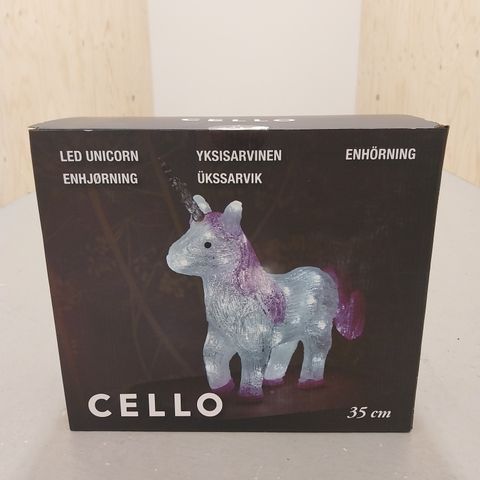 CELLO
LED UNICORN YKSISARVINEN ENHÖRNING
ENHJØRNING ÜKSSARVIK
CELLO 35 cm